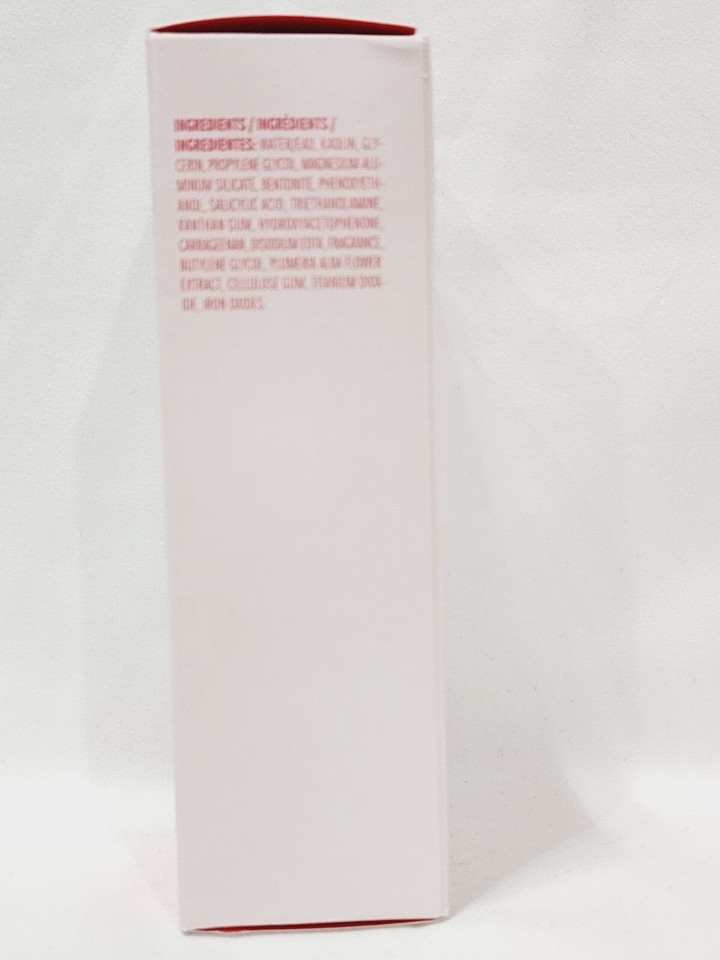 INGREDIENTS / INGRÉDIENTS /
INGREDIENTES: WATER/EAU, KAOLIN, GLY-
CERIN, PROPYLENE GLYCOL, MAGNESIUM ALU-
MINUM SILICATE, BENTONITE, PHENOXYETH-
ANOL, SALICYLIC ACID, TRIETHANOLAMINE,
XANTHAN GUM, HYDROXYACETOPHENONE,
CARRAGEENAN, DISODIUM EDTA, FRAGRANCE,
BUTYLENE GLYCOL, PLUMERIA ALBA FLOWER
EXTRACT, CELLULOSE GUM, TITANIUM DIOXI-
DE, IRON OXIDES.